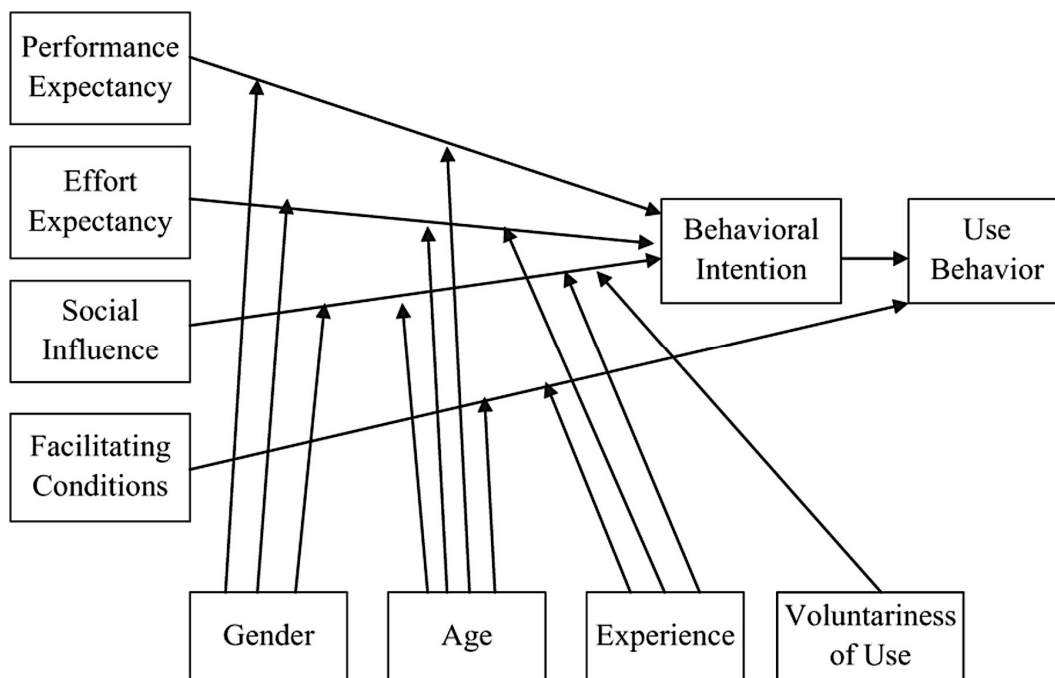 Performance
Expectancy
Effort
Expectancy
Social
Influence
Facilitating
Conditions
Behavioral
Intention
Use
Behavior
Gender
Age
Experience
Voluntariness
of Use